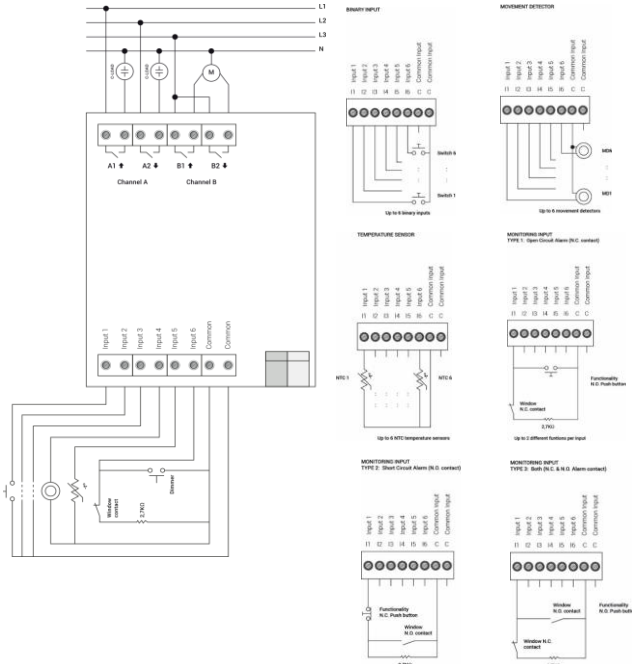 L1
L2
L3
N
C-LOAD
C-LOAD
M
A1
A2
B1
B2
Channel A
Channel B
Input 1
Input 2
Input 3
Input 4
Input 5
Input 6
Common
Common
Dimmer
Window
contact
2,7KΩ
BINARY INPUT
Input 1
Input 2
Input 3
Input 4
Input 5
Input 6
Common Input
Common Input
I1 I2 I3 I4 I5 I6 C C
Switch 6
Switch 1
Up to 6 binary inputs
MOVEMENT DETECTOR
Input 1
Input 2
Input 3
Input 4
Input 5
Input 6
Common Input
Common Input
I1 I2 I3 I4 I5 I6 C C
MD6
MD1
Up to 6 movement detectors
TEMPERATURE SENSOR
Input 1
Input 2
Input 3
Input 4
Input 5
Input 6
Common Input
Common Input
I1 I2 I3 I4 I5 I6 C C
NTC 1
NTC 6
Up to 6 NTC temperature sensors
MONITORING INPUT
TYPE 1: Open Circuit Alarm (N.C. contact)
Input 1
Input 2
Input 3
Input 4
Input 5
Input 6
Common Input
Common Input
I1 I2 I3 I4 I5 I6 C C
Functionality
N.O. Push button
Window
N.C. contact
2,7KΩ
Up to 2 different funtions per input
MONITORING INPUT
TYPE 2: Short Circuit Alarm (N.O. contact)
Input 1
Input 2
Input 3
Input 4
Input 5
Input 6
Common Input
Common Input
I1 I2 I3 I4 I5 I6 C C
Functionality
N.C. Push button
Window
N.O. contact
MONITORING INPUT
TYPE 3: Both (N.C. & N.O. Alarm contact)
Input 1
Input 2
Input 3
Input 4
Input 5
Input 6
Common Input
Common Input
I1 I2 I3 I4 I5 I6 C C
Window
N.O. contact
Functionality
N.O. Push butt
Window N.C.
contact